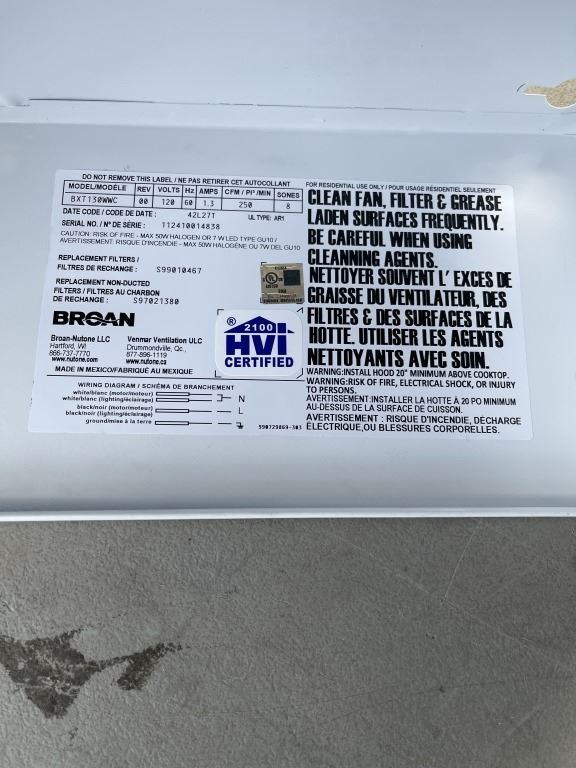 DO NOT REMOVE THIS LABEL / NE PAS RETIRER CET AUTOCOLLANT
MODEL/MODÈLE REV VOLTS Hz AMPS CFM / PI³ /MIN SONES
BXT130WWC 00 120 60 1.3 250 8
DATE CODE / CODE DE DATE : 42L27T UL TYPE: AR1
SERIAL NO. / Nº DE SÉRIE : 112410014838
CAUTION: RISK OF FIRE - MAX 50W HALOGEN OR 7 W LED TYPE GU10 /
AVERTISSEMENT: RISQUE D'INCENDIE - MAX 50W HALOGÈNE OU 7W DEL GU10
REPLACEMENT FILTERS /
FILTRES DE RECHANGE : S99010467
REPLACEMENT NON-DUCTED
FILTERS / FILTRES AU CHARBON
DE RECHANGE : S97021380
UL
LISTED
BROAN
Broan-Nutone LLC
Hartford, WI
866-737-7770
www.nutone.com
Venmar Ventilation ULC
Drummondville, Qc.,
877-896-1119
www.nutone.ca
MADE IN MEXICO/FABRIQUÉ AU MEXIQUE
®
2100
HVI
CERTIFIED
WIRING DIAGRAM / SCHÉMA DE BRANCHEMENT
white/blanc (motor/moteur)
white/blanc (lighting/éclairage) N
black/noir (motor/moteur)
black/noir (lighting/éclairage) L
ground/mise à la terre
990729869-303
FOR RESIDENTIAL USE ONLY / POUR USAGE RÉSIDENTIEL SEULEMENT
CLEAN FAN, FILTER & GREASE
LADEN SURFACES FREQUENTLY.
BE CAREFUL WHEN USING
CLEANNING AGENTS.
NETTOYER SOUVENT L' EXCES DE
GRAISSE DU VENTILATEUR, DES
FILTRES & DES SURFACES DE LA
HOTTE. UTILISER LES AGENTS
NETTOYANTS AVEC SOIN.
WARNING:INSTALL HOOD 20" MINIMUM ABOVE COOKTOP.
WARNING:RISK OF FIRE, ELECTRICAL SHOCK, OR INJURY
TO PERSONS.
AVERTISSEMENT:INSTALLER LA HOTTE À 20 PO MINIMUM
AU-DESSUS DE LA SURFACE DE CUISSON.
AVERTISSEMENT : RISQUE D'INCENDIE, DÉCHARGE
ÉLECTRIQUE,OU BLESSURES CORPORELLES.